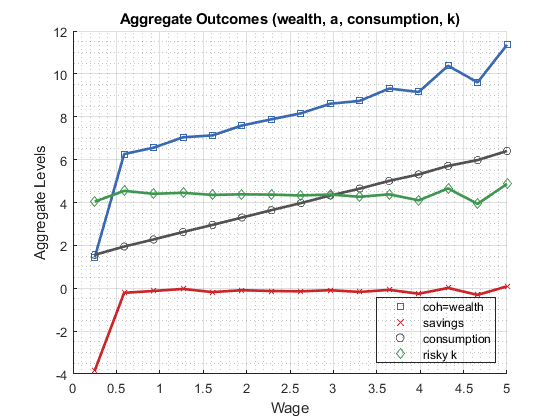 Aggregate Outcomes (wealth, a, consumption, k)
12
10
8
6
4
2
0
-2
-4
Aggregate Levels
0 0.5 1 1.5 2 2.5 3 3.5 4 4.5 5
Wage
coh=wealth
savings
consumption
risky k